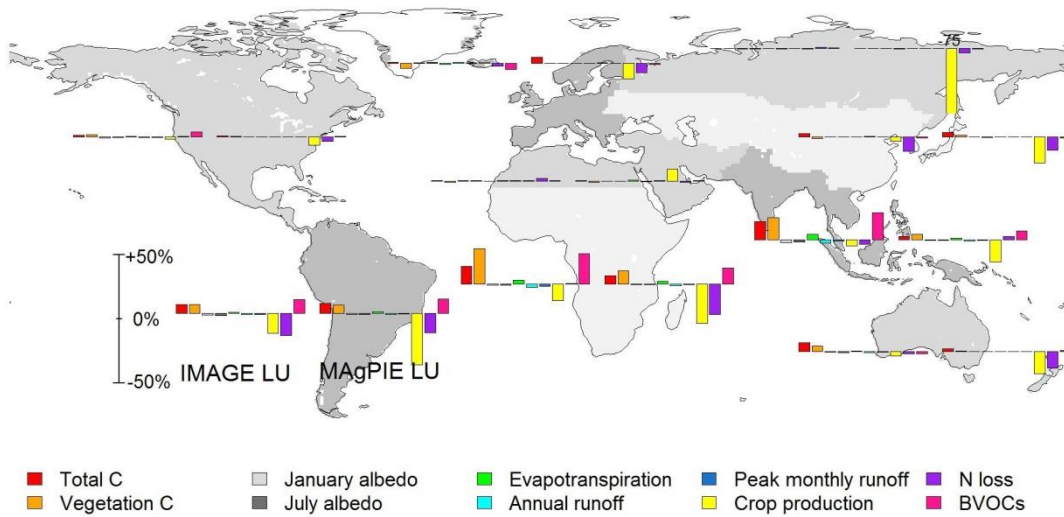 75
+50%
0%
-50%
IMAGE LU MAgPIE LU
Total C January albedo Evapotranspiration Peak monthly runoff N loss
Vegetation C July albedo Annual runoff Crop production BVOCs